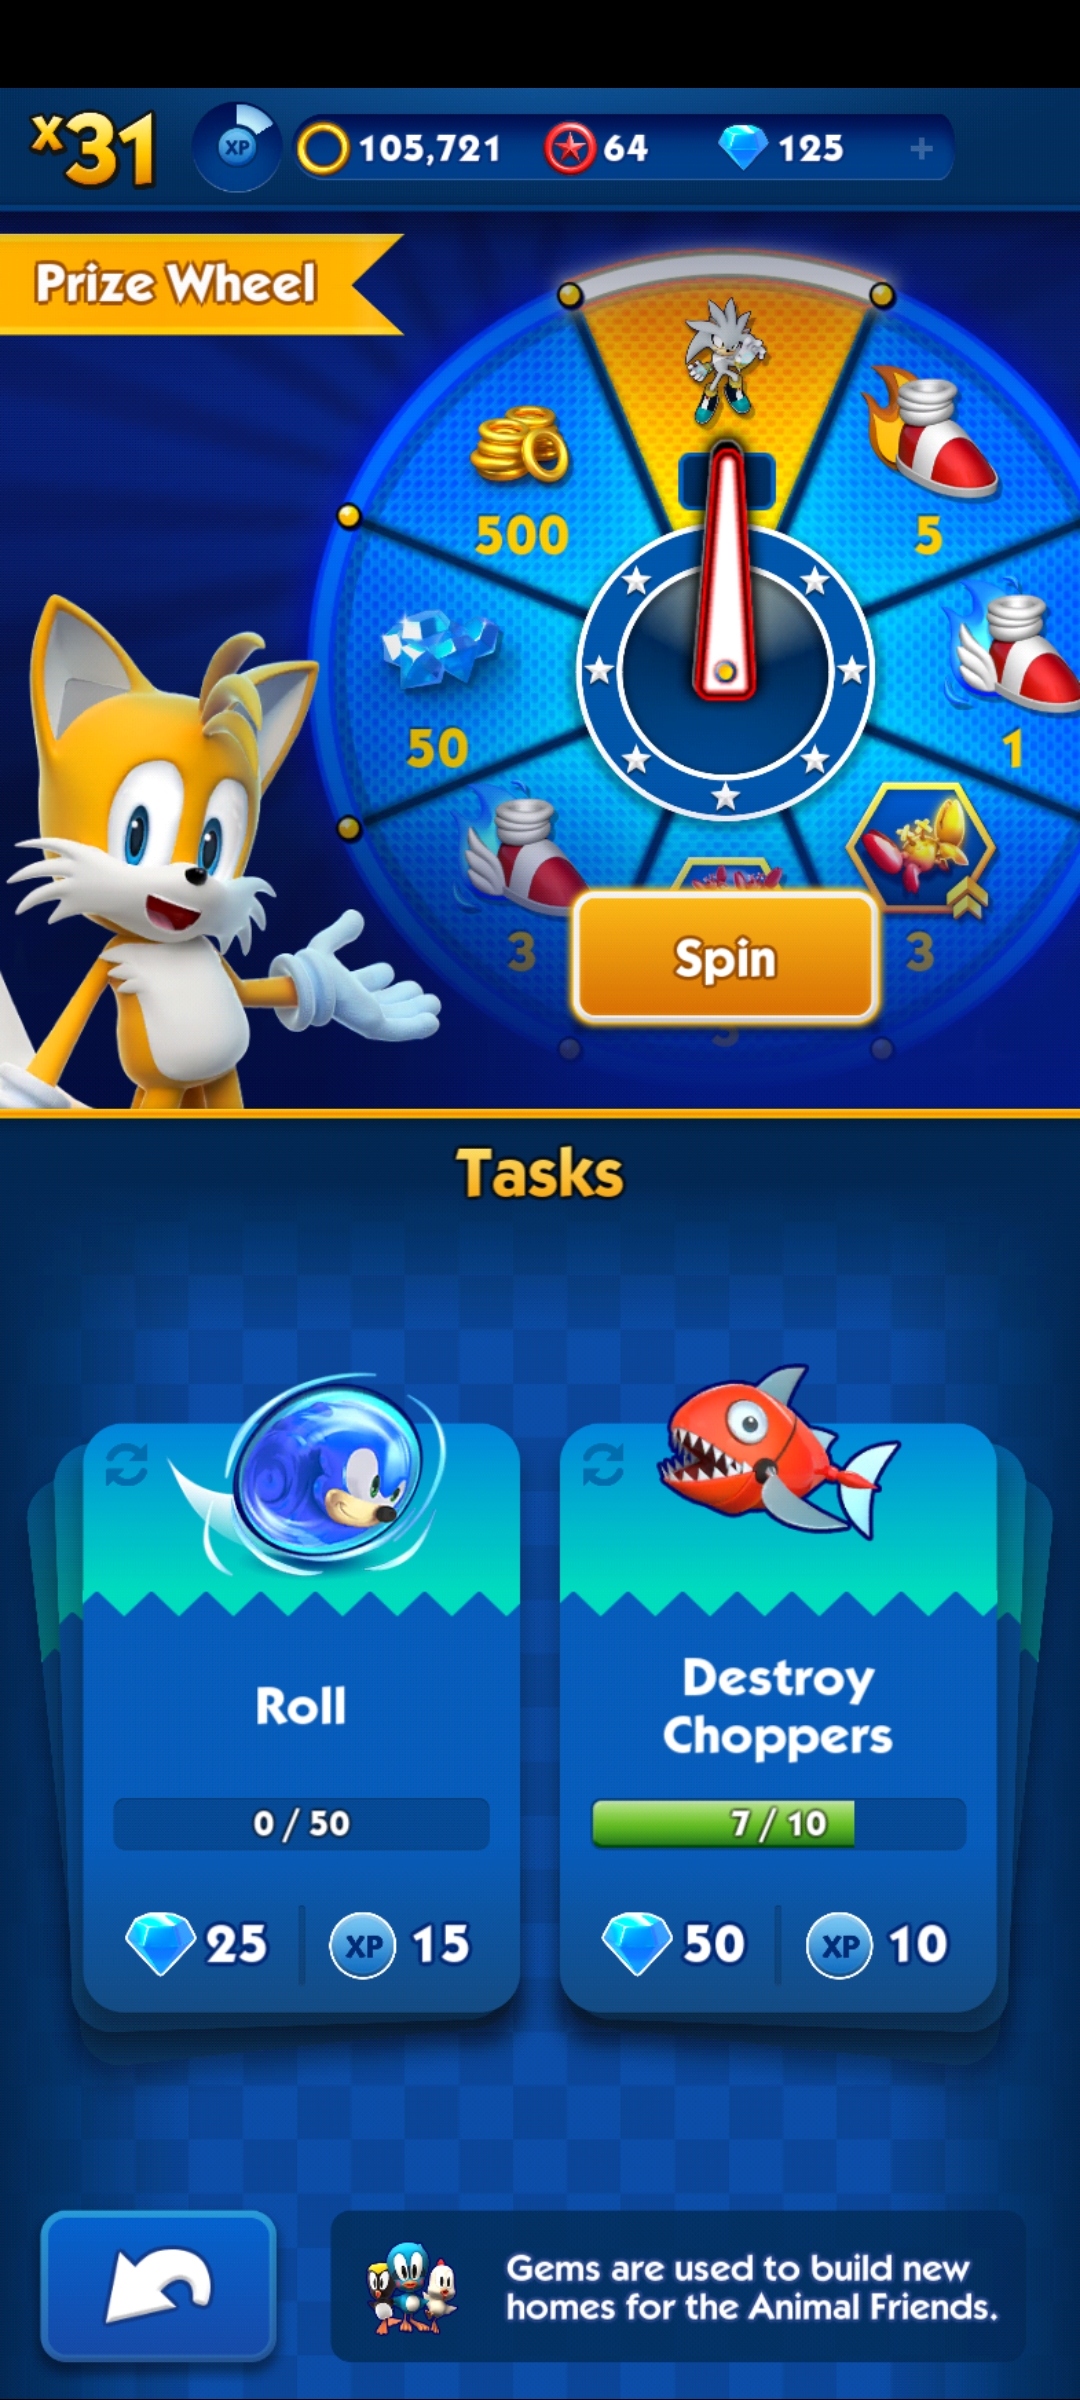 x31
XP
105,721
64
125
+
Prize Wheel
500
5
50
1
3
3
Spin
3
Tasks
Roll
Destroy
Choppers
0 / 50
7 / 10
25
XP
15
50
XP
10
Gems are used to build new
homes for the Animal Friends.